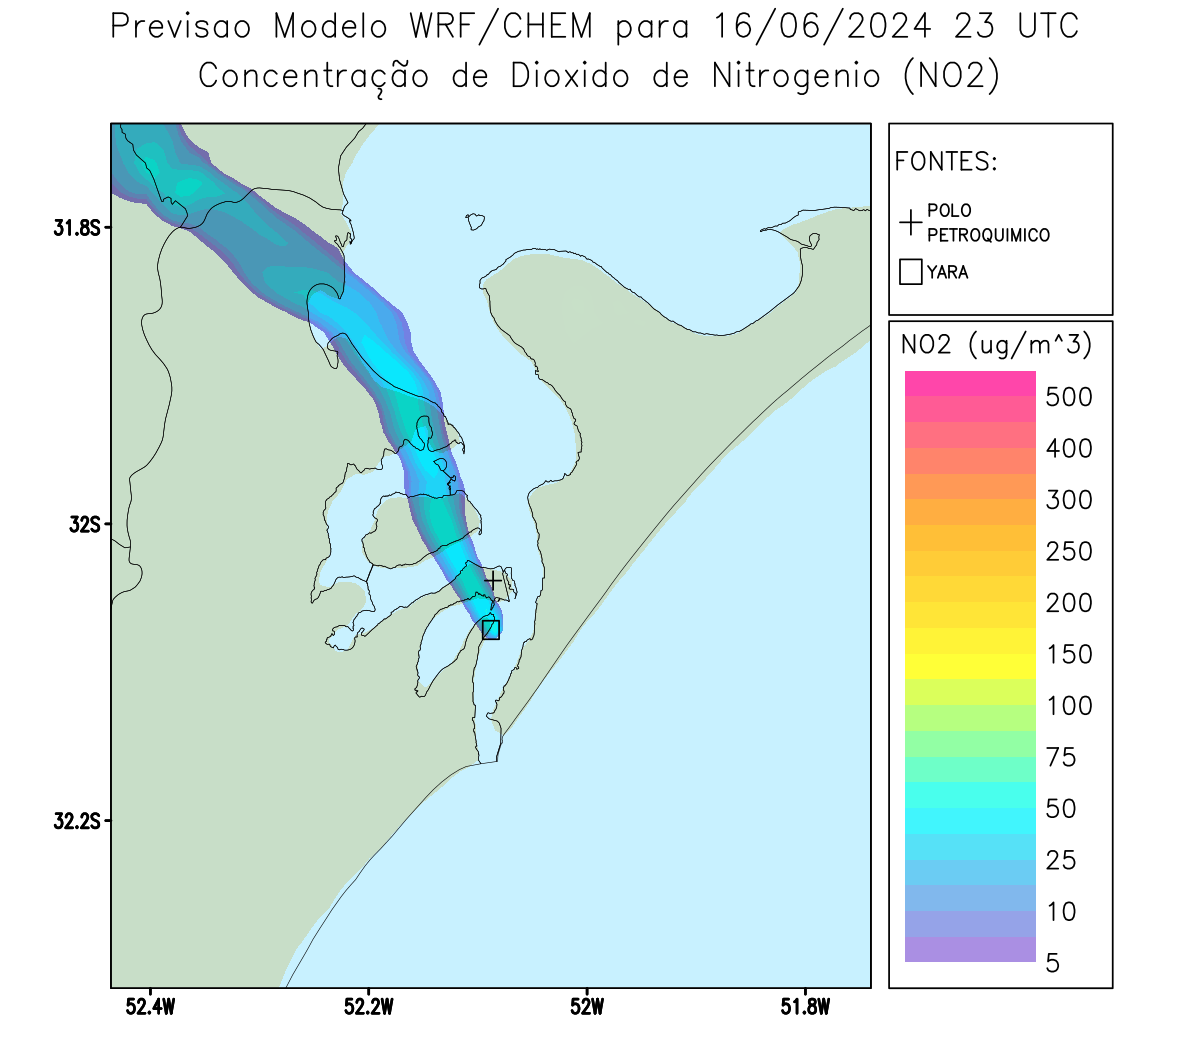 Previsao Modelo WRF/CHEM para 16/06/2024 23 UTC
Concentração de Dioxido de Nitrogenio (NO2)
FONTES:
POLO
PETROQUIMICO
YARA
NO2 (ug/m^3)
500
400
300
250
200
150
100
75
50
25
10
5
31.8S
32S
32.2S
52.4W
52.2W
52W
51.8W